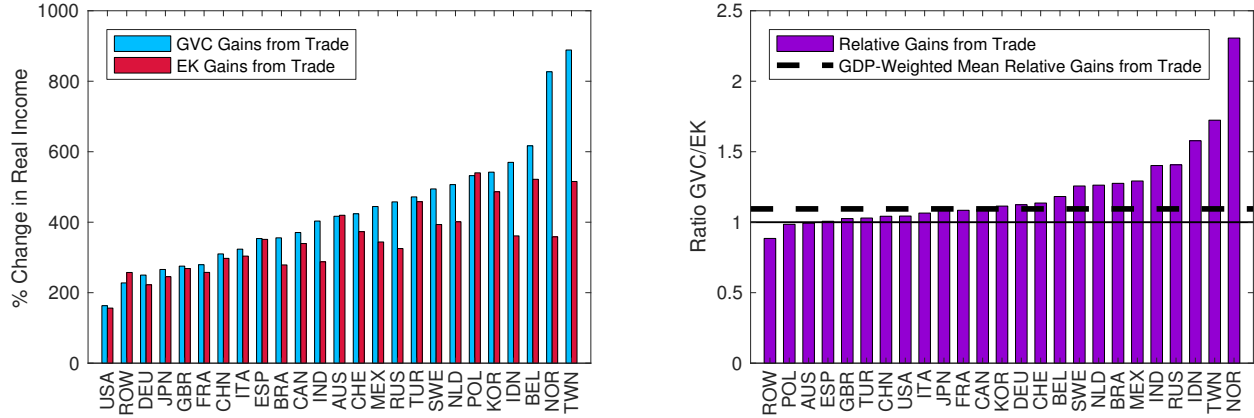 1000
800
600
400
200
0
% Change in Real Income
GVC Gains from Trade
EK Gains from Trade
USA ROW DEU JPN GBR FRA CHN ITA ESP BRA CAN IND AUS CHE MEX RUS TUR SWE NLD POL KOR IDN BEL NOR TWN
2.5
2
1.5
1
0.5
0
Ratio GVC/EK
Relative Gains from Trade
GDP-Weighted Mean Relative Gains from Trade
ROW POL AUS ESP GBR TUR CHN USA ITA JPN FRA CAN KOR DEU CHE BEL SWE NLD BRA MEX IND RUS IDN TWN NOR